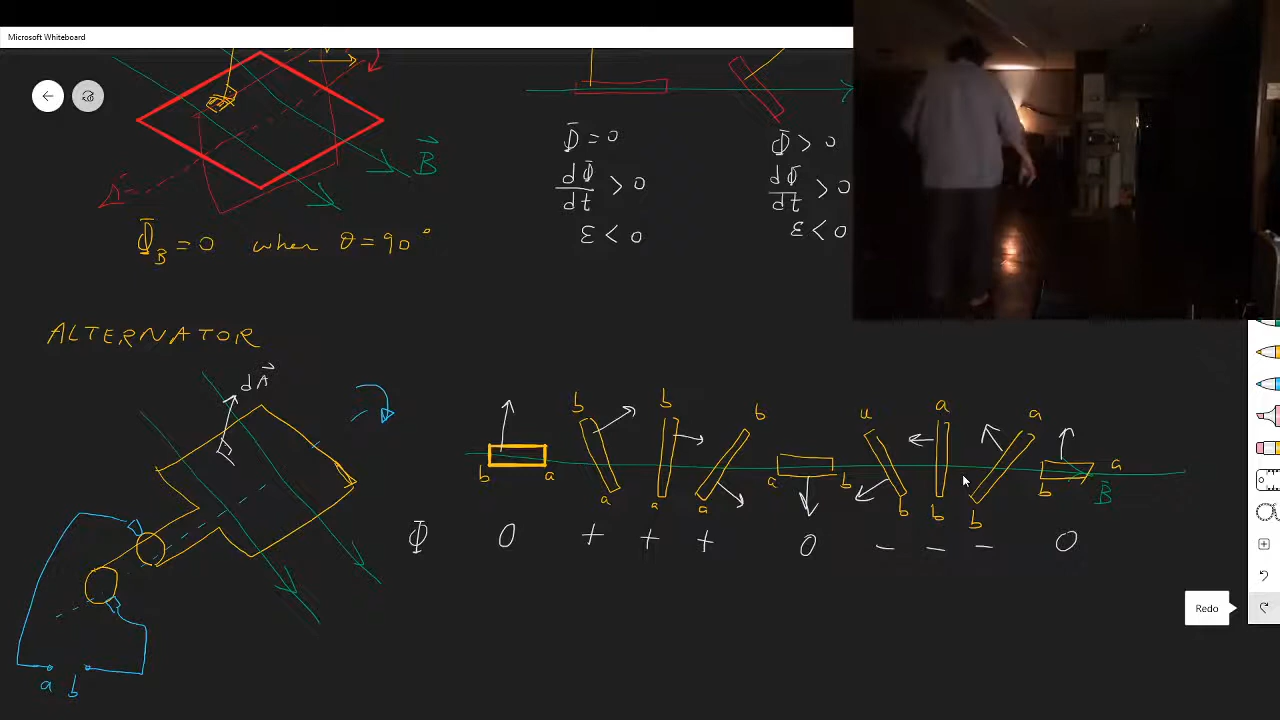 Microsoft Whiteboard
B
Φ_B = 0 when θ = 90°
Φ = 0
dΦ/dt > 0
ε < 0
Φ > 0
dΦ/dt > 0
ε < 0
ALTERNATOR
dA
a b
b b b a a a
b a a b b a
a a a b b b
B
Φ 0 + + + 0 - - - 0
Redo